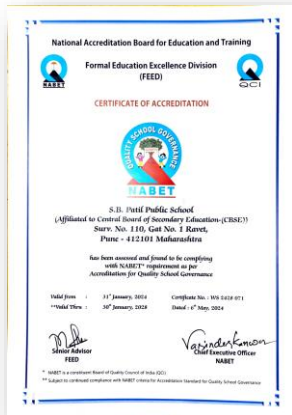 National Accreditation Board for Education and Training
Formal Education Excellence Division
(FEED)
NABET
QCI
CERTIFICATE OF ACCREDITATION
QUALITY SCHOOL GOVERNANCE
NABET
S.B. Patil Public School
(Affiliated to Central Board of Secondary Education-(CBSE))
Surv. No. 110, Gat No. 1 Ravet,
Pune - 412101 Maharashtra
has been assessed and found to be complying
with NABET* requirement as per
Accreditation for Quality School Governance
Valid from : 31st January, 2024
**Valid Thru : 30th January, 2028
Dated : 6th May, 2024
Senior Advisor
FEED
Chief Executive Officer
NABET
* NABET is a constituent Board of Quality Council of India (QCI)
** Subject to continued compliance with NABET criteria for Accreditation Standard for Quality School Governance